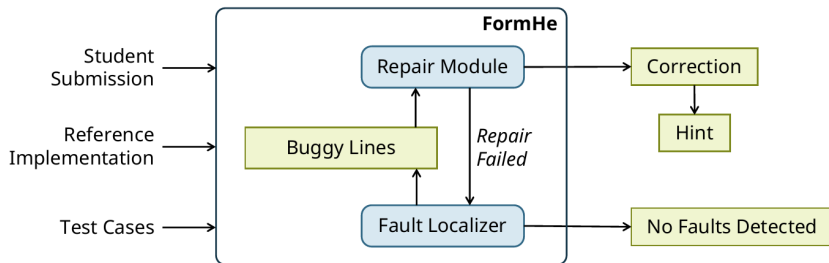 FormHe
Student
Submission
Repair Module
Correction
Reference
Implementation
Buggy Lines
Repair
Failed
Hint
Test Cases
Fault Localizer
No Faults Detected